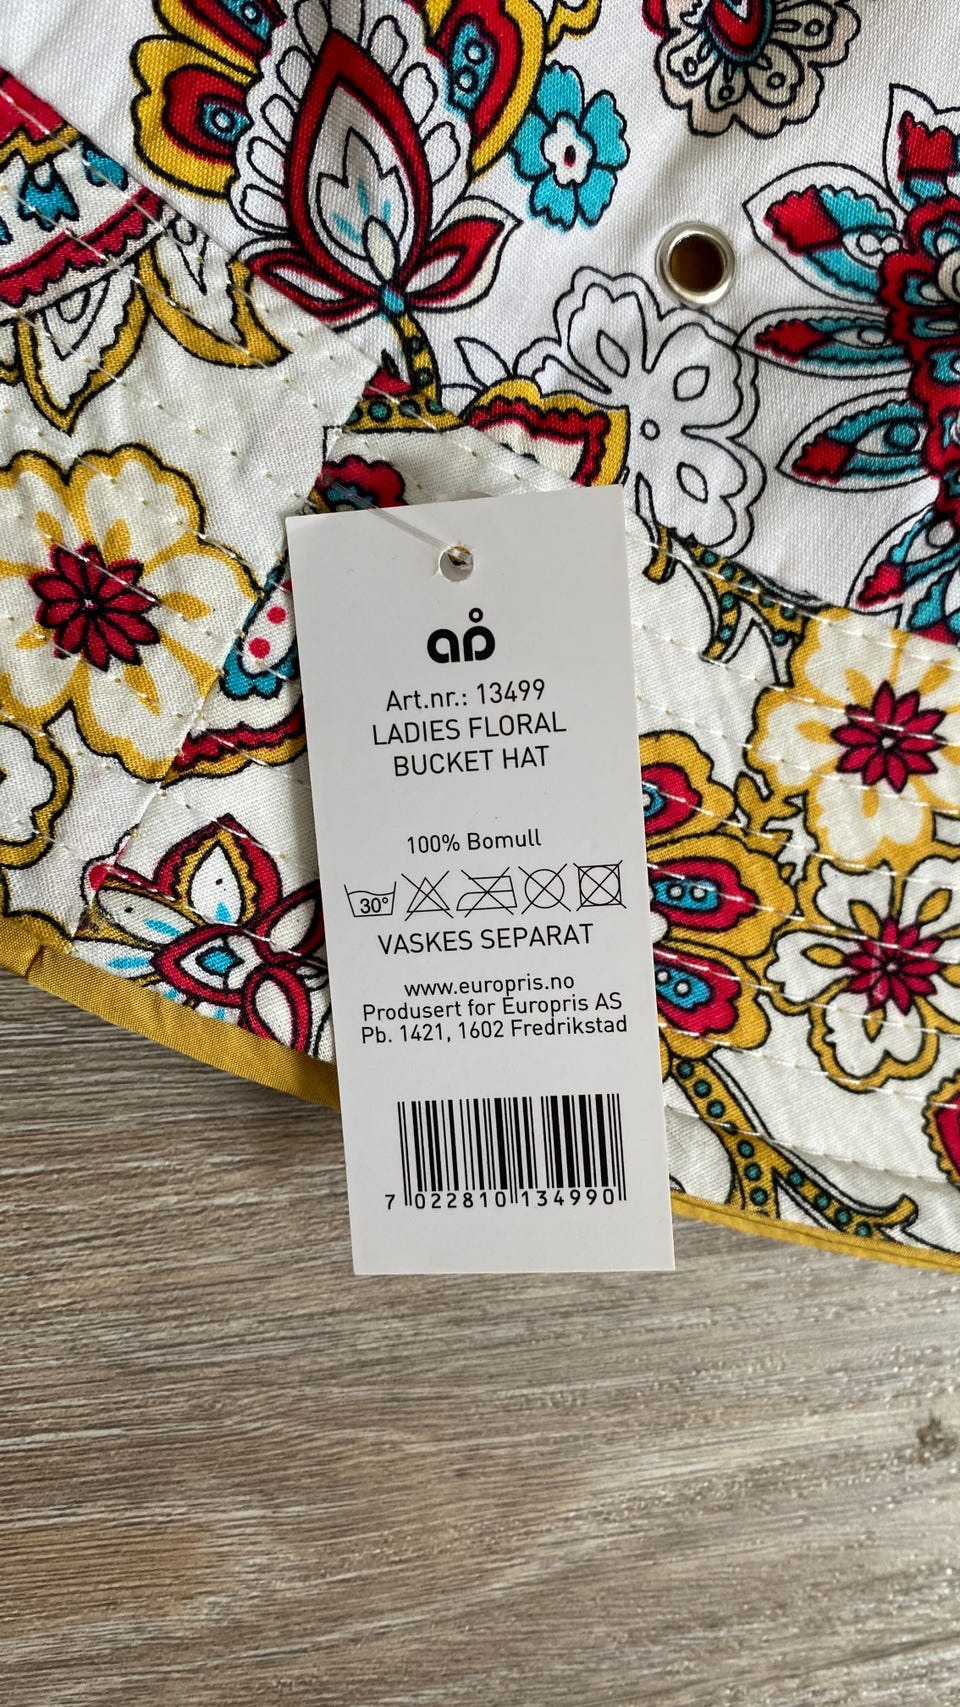 Art.nr.: 13499
LADIES FLORAL
BUCKET HAT
100% Bomull
30°
VASKES SEPARAT
www.europris.no
Produsert for Europris AS
Pb. 1421, 1602 Fredrikstad
7 022810 134990